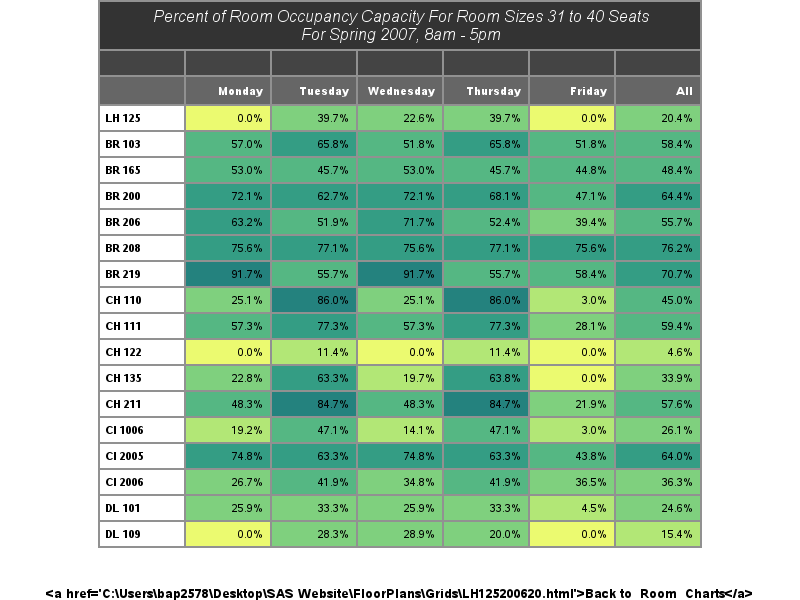 Percent of Room Occupancy Capacity For Room Sizes 31 to 40 Seats
For Spring 2007, 8am - 5pm
Monday Tuesday Wednesday Thursday Friday All
LH 125 0.0% 39.7% 22.6% 39.7% 0.0% 20.4%
BR 103 57.0% 65.8% 51.8% 65.8% 51.8% 58.4%
BR 165 53.0% 45.7% 53.0% 45.7% 44.8% 48.4%
BR 200 72.1% 62.7% 72.1% 68.1% 47.1% 64.4%
BR 206 63.2% 51.9% 71.7% 52.4% 39.4% 55.7%
BR 208 75.6% 77.1% 75.6% 77.1% 75.6% 76.2%
BR 219 91.7% 55.7% 91.7% 55.7% 58.4% 70.7%
CH 110 25.1% 86.0% 25.1% 86.0% 3.0% 45.0%
CH 111 57.3% 77.3% 57.3% 77.3% 28.1% 59.4%
CH 122 0.0% 11.4% 0.0% 11.4% 0.0% 4.6%
CH 135 22.8% 63.3% 19.7% 63.8% 0.0% 33.9%
CH 211 48.3% 84.7% 48.3% 84.7% 21.9% 57.6%
CI 1006 19.2% 47.1% 14.1% 47.1% 3.0% 26.1%
CI 2005 74.8% 63.3% 74.8% 63.3% 43.8% 64.0%
CI 2006 26.7% 41.9% 34.8% 41.9% 36.5% 36.3%
DL 101 25.9% 33.3% 25.9% 33.3% 4.5% 24.6%
DL 109 0.0% 28.3% 28.9% 20.0% 0.0% 15.4%
<a href='C:\Users\bap2578\Desktop\SAS Website\FloorPlans\Grids\LH125200620.html'>Back to Room Charts</a>